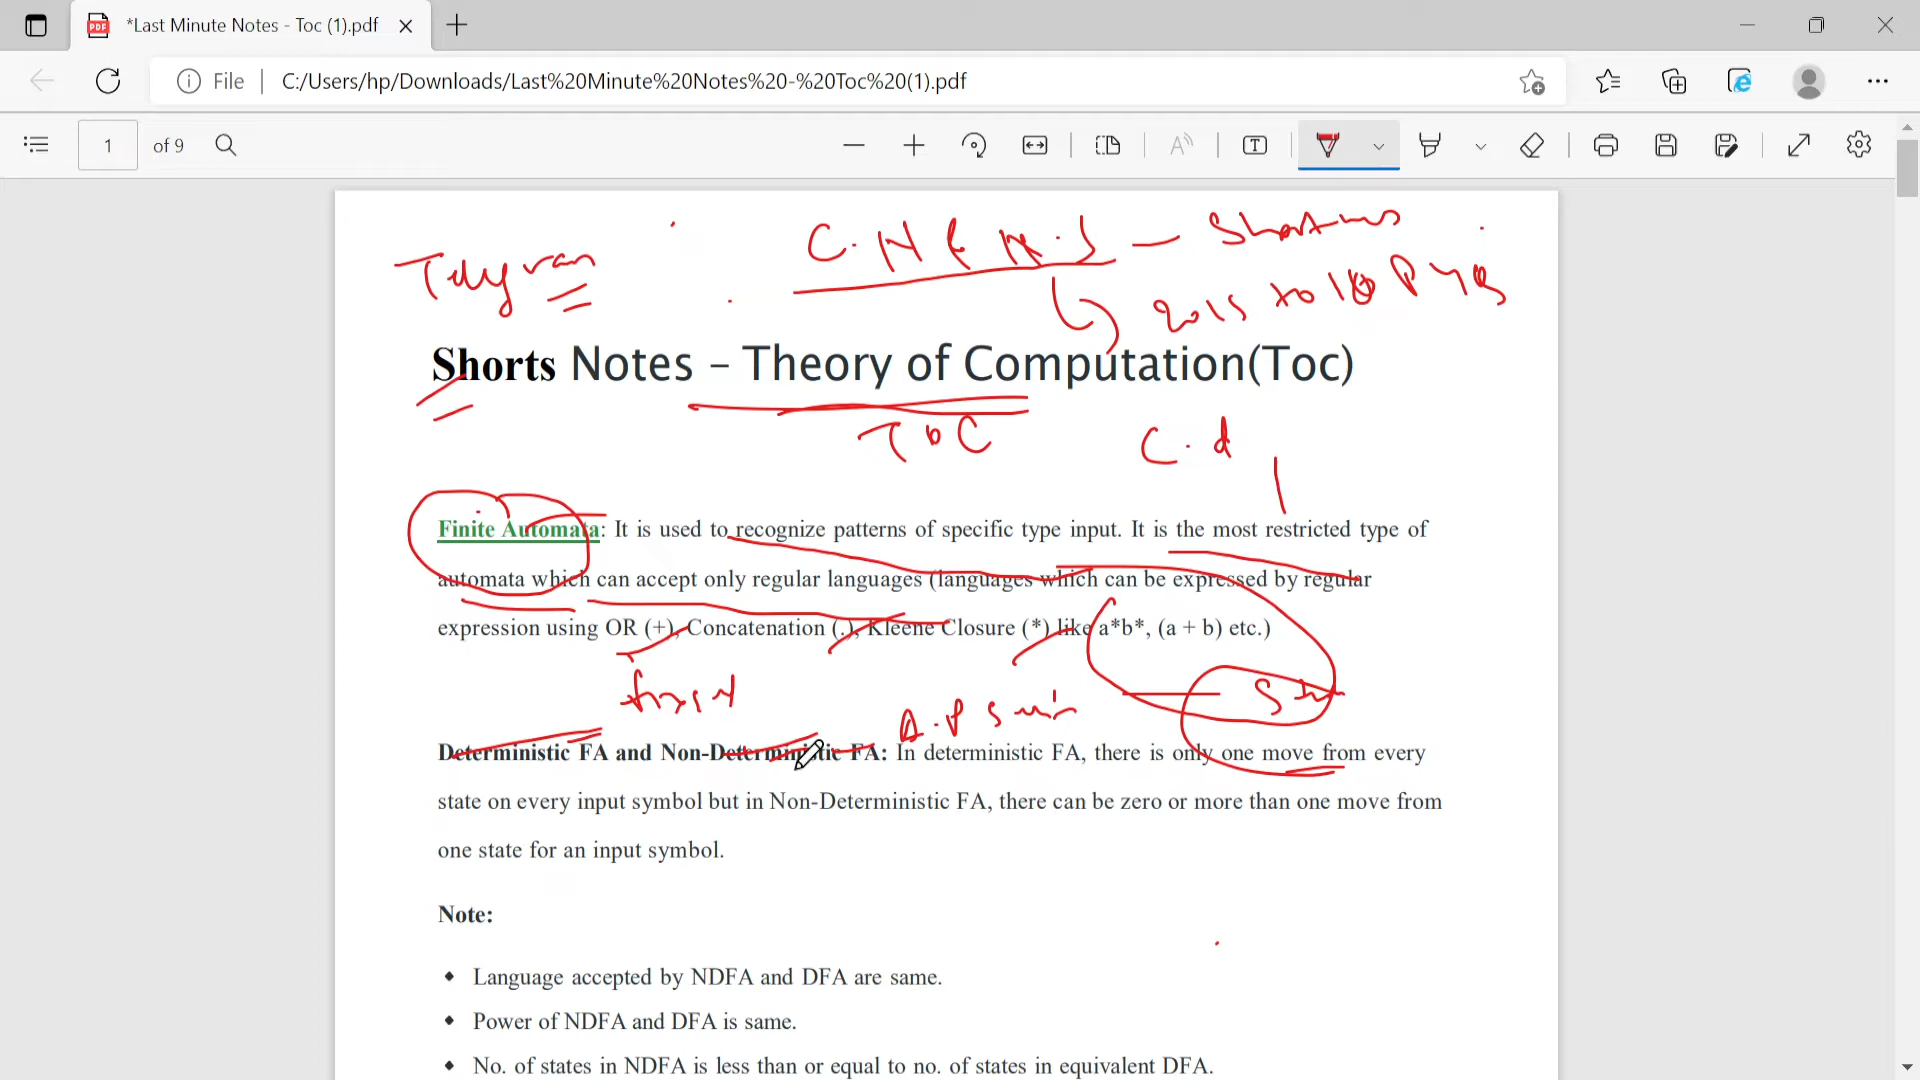 *Last Minute Notes - Toc (1).pdf
File C:/Users/hp/Downloads/Last%20Minute%20Notes%20-%20Toc%20(1).pdf
1 of 9
C.N
2015 to
Shorts Notes – Theory of Computation(Toc)
ToC C.d
Finite Automata: It is used to recognize patterns of specific type input. It is the most restricted type of
automata which can accept only regular languages (languages which can be expressed by regular
expression using OR (+), Concatenation (.), Kleene Closure (*) like a*b*, (a + b) etc.)
Deterministic FA and Non-Deterministic FA: In deterministic FA, there is only one move from every
state on every input symbol but in Non-Deterministic FA, there can be zero or more than one move from
one state for an input symbol.
Note:
Language accepted by NDFA and DFA are same.
Power of NDFA and DFA is same.
No. of states in NDFA is less than or equal to no. of states in equivalent DFA.